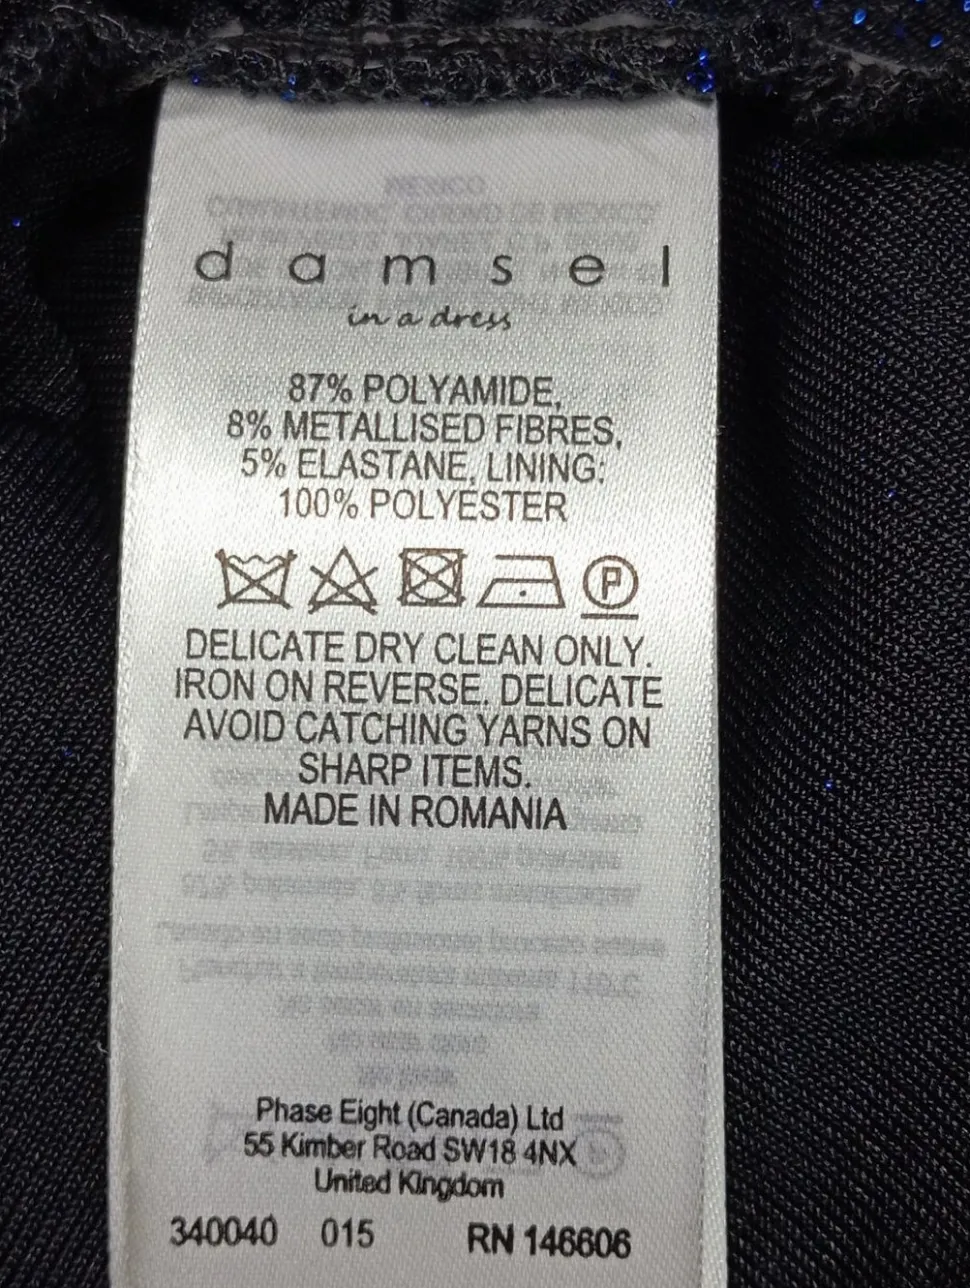 damsel
in a dress
87% POLYAMIDE,
8% METALLISED FIBRES,
5% ELASTANE, LINING:
100% POLYESTER
P
DELICATE DRY CLEAN ONLY.
IRON ON REVERSE. DELICATE
AVOID CATCHING YARNS ON
SHARP ITEMS.
MADE IN ROMANIA
Phase Eight (Canada) Ltd
55 Kimber Road SW18 4NX
United Kingdom
340040 015 RN 146606